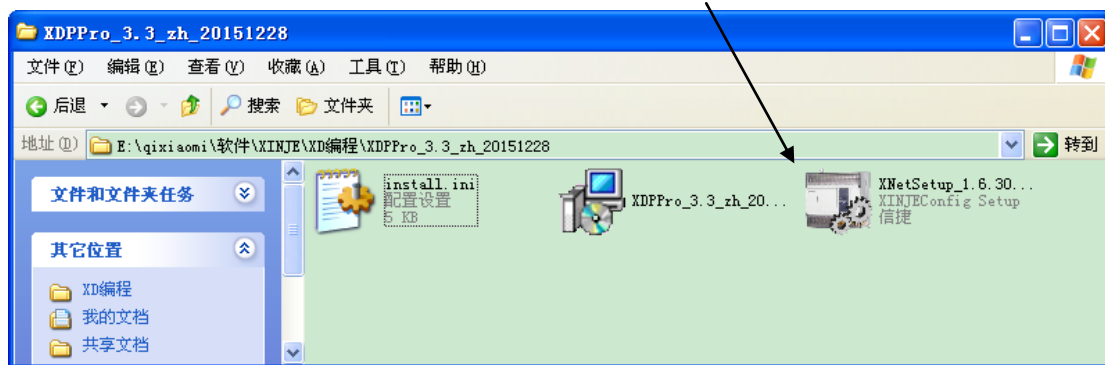 XDPPro_3.3_zh_20151228
文件(F) 编辑(E) 查看(V) 收藏(A) 工具(T) 帮助(H)
后退 搜索 文件夹
地址(D) E:\qixiaomi\软件\XINJE\XD编程\XDPPro_3.3_zh_20151228 转到
文件和文件夹任务
其它位置
XD编程
我的文档
共享文档
install.ini
配置设置
5 KB
XDPPro_3.3_zh_20...
XNetSetup_1.6.30...
XINJEConfig Setup
信捷